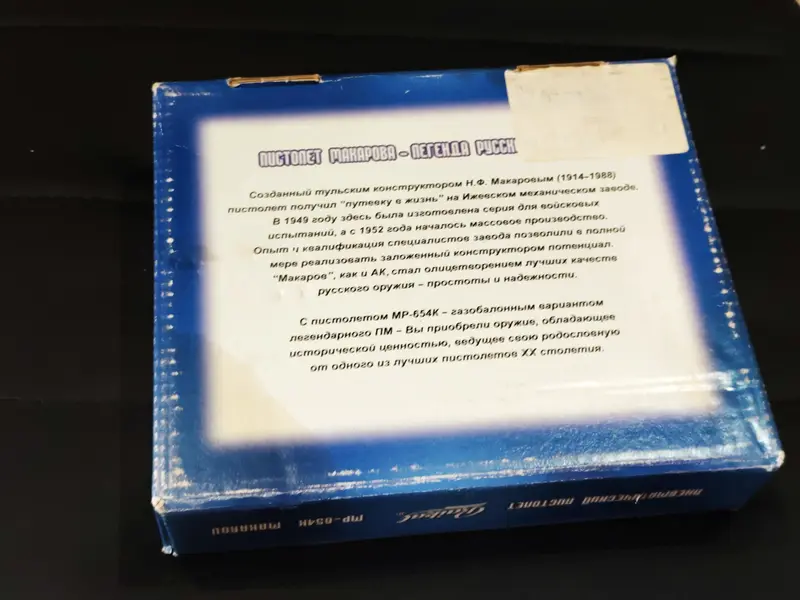 ПИСТОЛЕТ МАКАРОВА – ЛЕГЕНДА
Созданный тульским конструктором Н.Ф. Макаровым (1914–1988)
пистолет получил "путевку в жизнь" на Ижевском механическом заводе.
В 1949 году здесь была изготовлена серия для войсковых
испытаний, а с 1952 года началось массовое производство.
Опыт и квалификация специалистов завода позволили в полной
мере реализовать заложенный конструктором потенциал.
"Макаров", как и АК, стал олицетворением лучших качеств
русского оружия – простоты и надежности.
С пистолетом МР-654К – газобалонным вариантом
легендарного ПМ – Вы приобрели оружие, обладающее
исторической ценностью, ведущее свою родословную
от одного из лучших пистолетов XX столетия.
ПНЕВМАТИЧЕСКИЙ ПИСТОЛЕТ
Baikal
MP-654K MAKAROV